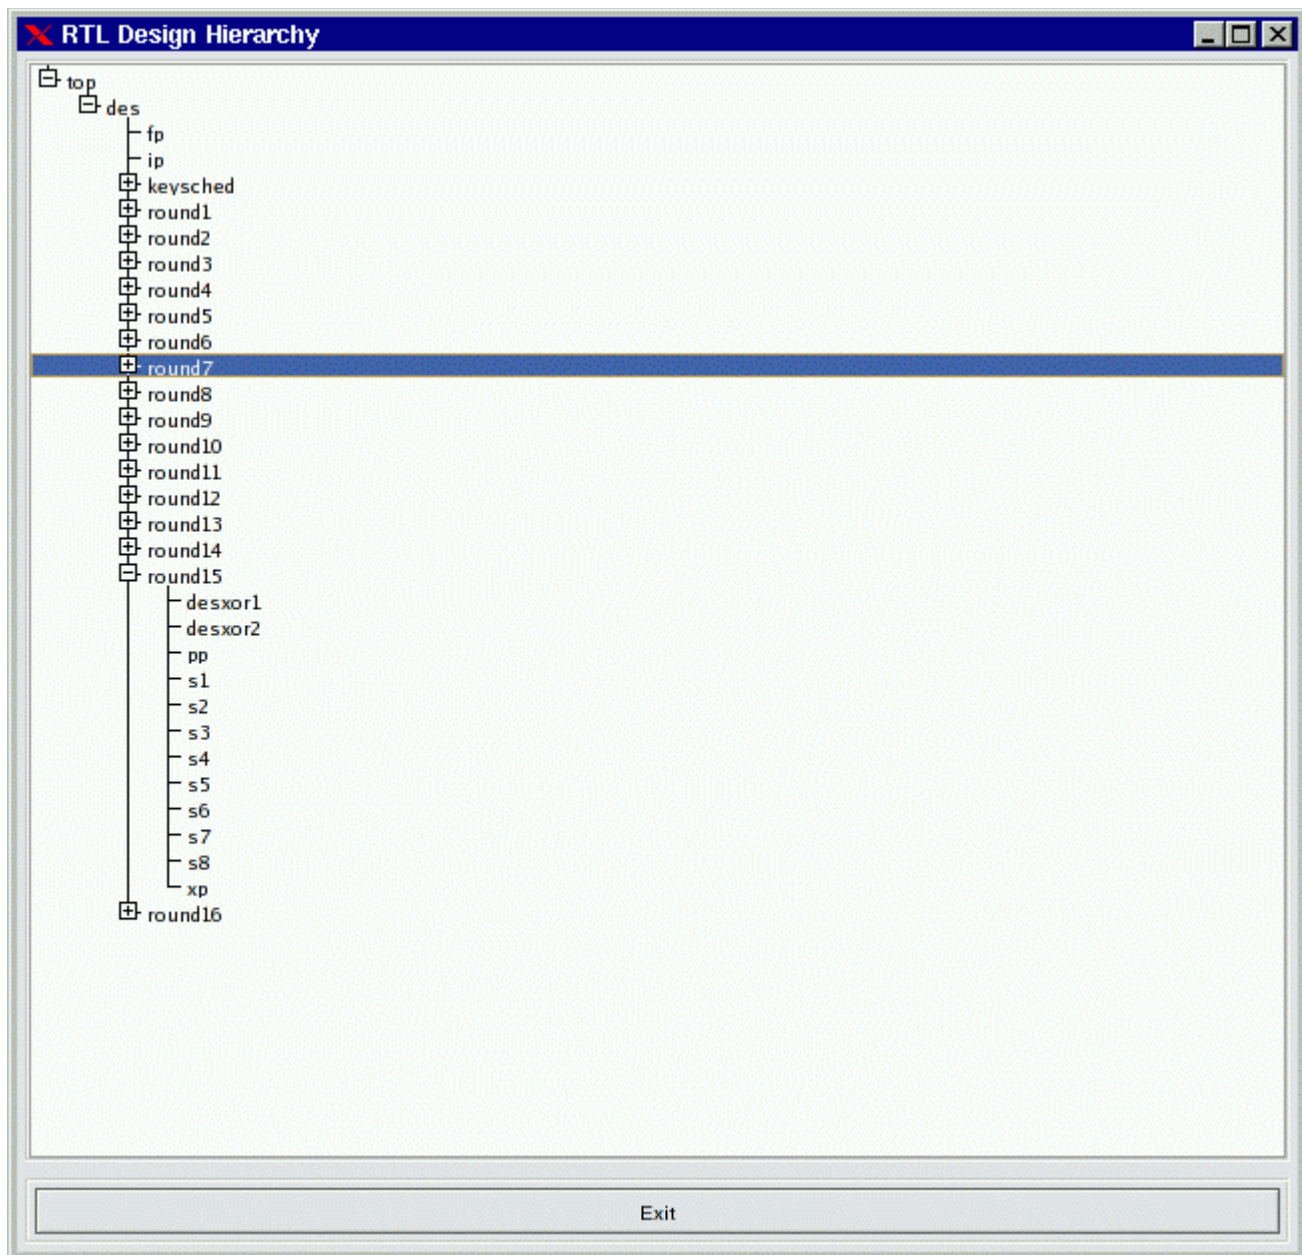 RTL Design Hierarchy
top
des
fp
ip
keysched
round1
round2
round3
round4
round5
round6
round7
round8
round9
round10
round11
round12
round13
round14
round15
desxor1
desxor2
pp
s1
s2
s3
s4
s5
s6
s7
s8
xp
round16
Exit